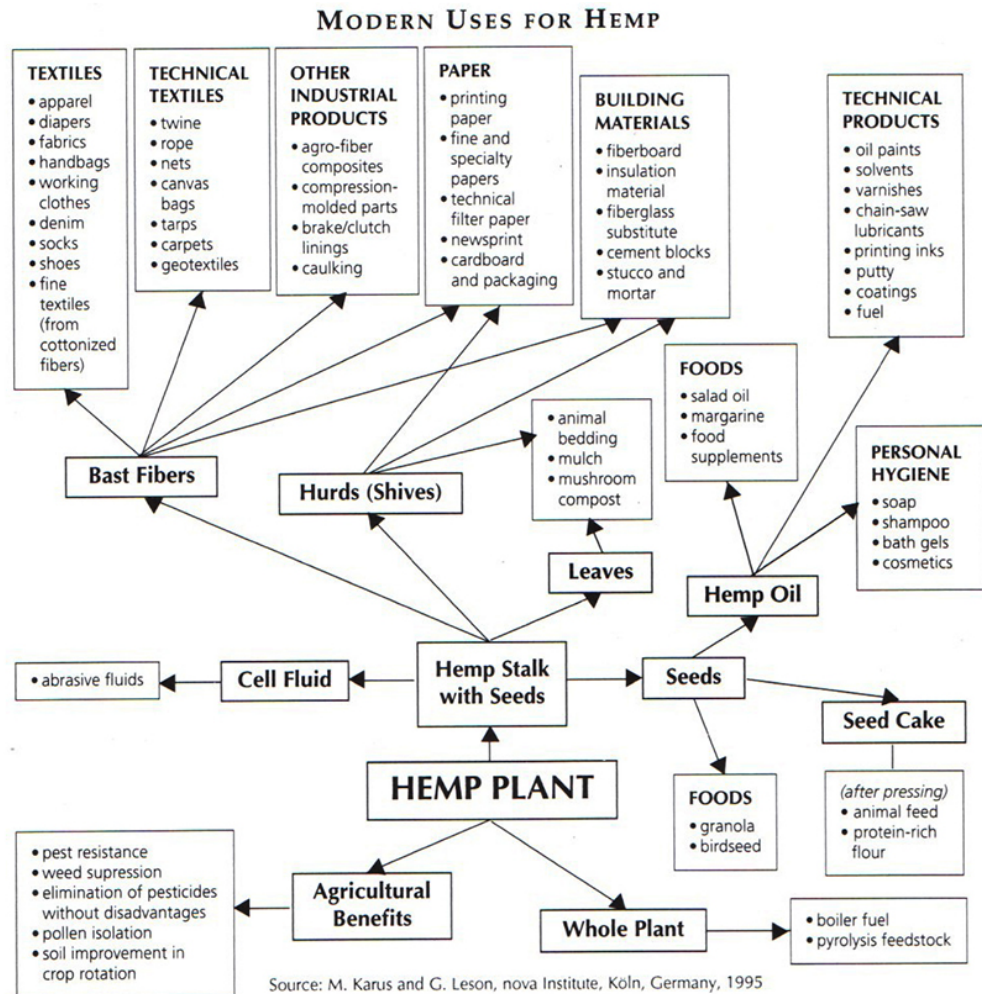 MODERN USES FOR HEMP
TEXTILES
• apparel
• diapers
• fabrics
• handbags
• working
clothes
• denim
• socks
• shoes
• fine
textiles
(from
cottonized
fibers)
TECHNICAL
TEXTILES
• twine
• rope
• nets
• canvas
bags
• tarps
• carpets
• geotextiles
OTHER
INDUSTRIAL
PRODUCTS
• agro-fiber
composites
• compression-
molded parts
• brake/clutch
linings
• caulking
PAPER
• printing
paper
• fine and
specialty
papers
• technical
filter paper
• newsprint
• cardboard
and packaging
BUILDING
MATERIALS
• fiberboard
• insulation
material
• fiberglass
substitute
• cement blocks
• stucco and
mortar
TECHNICAL
PRODUCTS
• oil paints
• solvents
• varnishes
• chain-saw
lubricants
• printing inks
• putty
• coatings
• fuel
FOODS
• salad oil
• margarine
• food
supplements
• animal
bedding
• mulch
• mushroom
compost
PERSONAL
HYGIENE
• soap
• shampoo
• bath gels
• cosmetics
Bast Fibers
Hurds (Shives)
Leaves
Hemp Oil
• abrasive fluids
Cell Fluid
Hemp Stalk
with Seeds
Seeds
Seed Cake
HEMP PLANT
FOODS
• granola
• birdseed
(after pressing)
• animal feed
• protein-rich
flour
• pest resistance
• weed supression
• elimination of pesticides
without disadvantages
• pollen isolation
• soil improvement in
crop rotation
Agricultural
Benefits
Whole Plant
• boiler fuel
• pyrolysis feedstock
Source: M. Karus and G. Leson, nova Institute, Köln, Germany, 1995